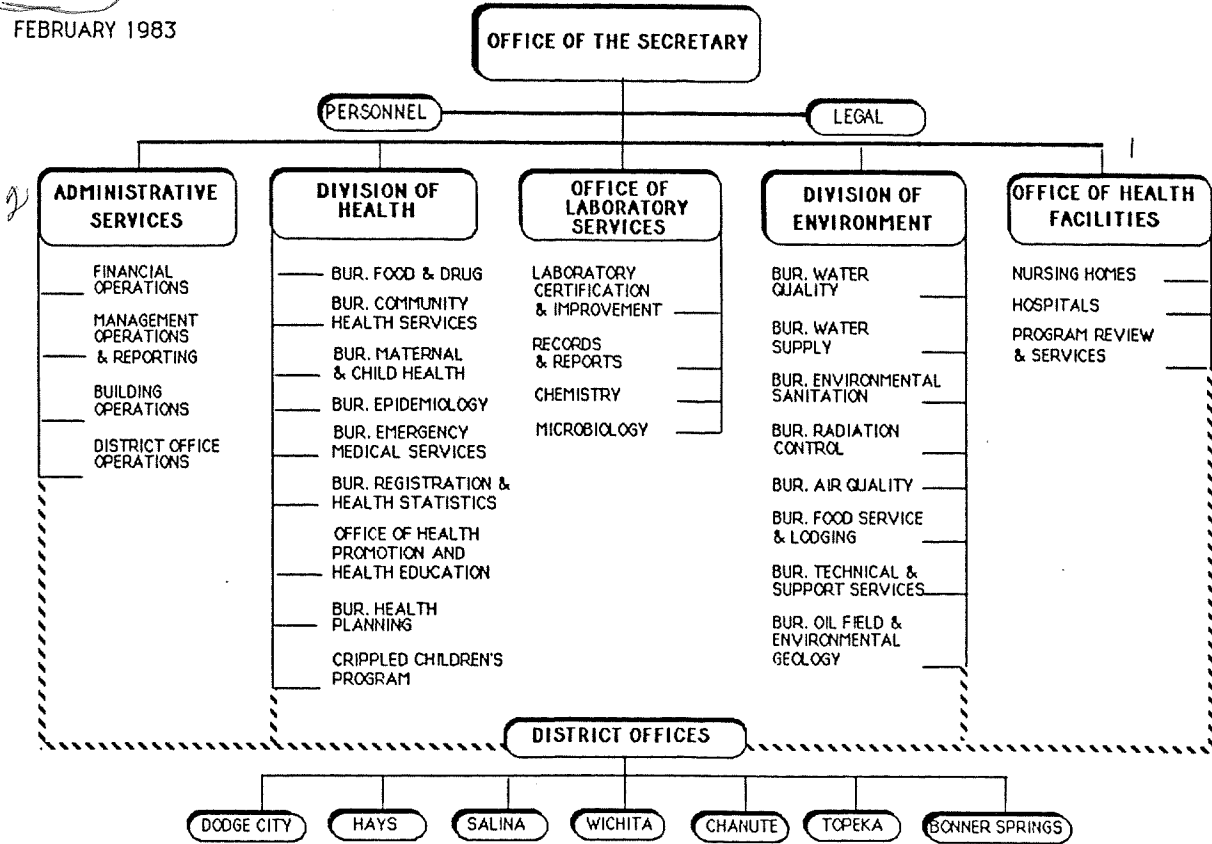 FEBRUARY 1983
OFFICE OF THE SECRETARY
PERSONNEL
LEGAL
1
2
ADMINISTRATIVE
SERVICES
FINANCIAL
OPERATIONS
MANAGEMENT
OPERATIONS
& REPORTING
BUILDING
OPERATIONS
DISTRICT OFFICE
OPERATIONS
DIVISION OF
HEALTH
BUR. FOOD & DRUG
BUR. COMMUNITY
HEALTH SERVICES
BUR. MATERNAL
& CHILD HEALTH
BUR. EPIDEMIOLOGY
BUR. EMERGENCY
MEDICAL SERVICES
BUR. REGISTRATION &
HEALTH STATISTICS
OFFICE OF HEALTH
PROMOTION AND
HEALTH EDUCATION
BUR. HEALTH
PLANNING
CRIPPLED CHILDREN'S
PROGRAM
OFFICE OF
LABORATORY
SERVICES
LABORATORY
CERTIFICATION
& IMPROVEMENT
RECORDS
& REPORTS
CHEMISTRY
MICROBIOLOGY
DIVISION OF
ENVIRONMENT
BUR. WATER
QUALITY
BUR. WATER
SUPPLY
BUR. ENVIRONMENTAL
SANITATION
BUR. RADIATION
CONTROL
BUR. AIR QUALITY
BUR. FOOD SERVICE
& LODGING
BUR. TECHNICAL &
SUPPORT SERVICES
BUR. OIL FIELD &
ENVIRONMENTAL
GEOLOGY
OFFICE OF HEALTH
FACILITIES
NURSING HOMES
HOSPITALS
PROGRAM REVIEW
& SERVICES
DISTRICT OFFICES
DODGE CITY
HAYS
SALINA
WICHITA
CHANUTE
TOPEKA
BONNER SPRINGS